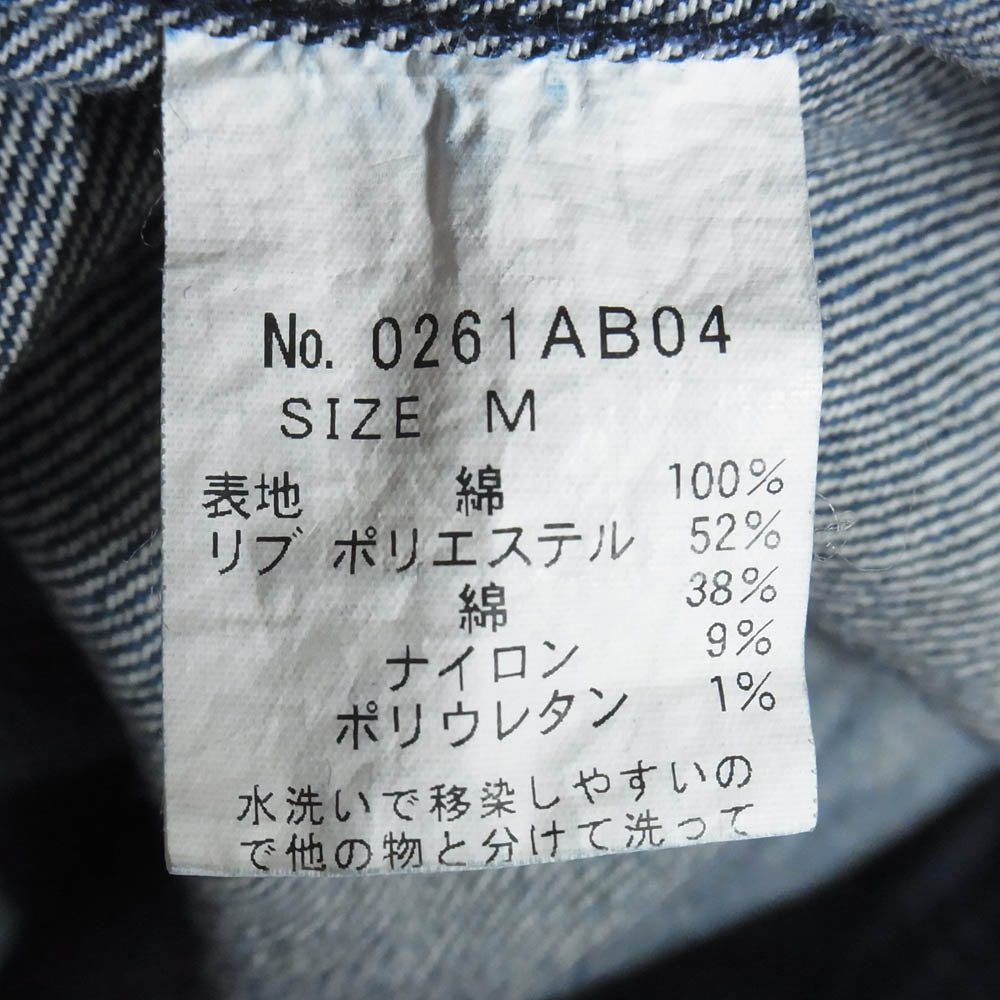 No. 0261AB04
SIZE M
表地 綿 100%
リブ ポリエステル 52%
綿 38%
ナイロン 9%
ポリウレタン 1%
水洗いで移染しやすいの
で他の物と分けて洗って